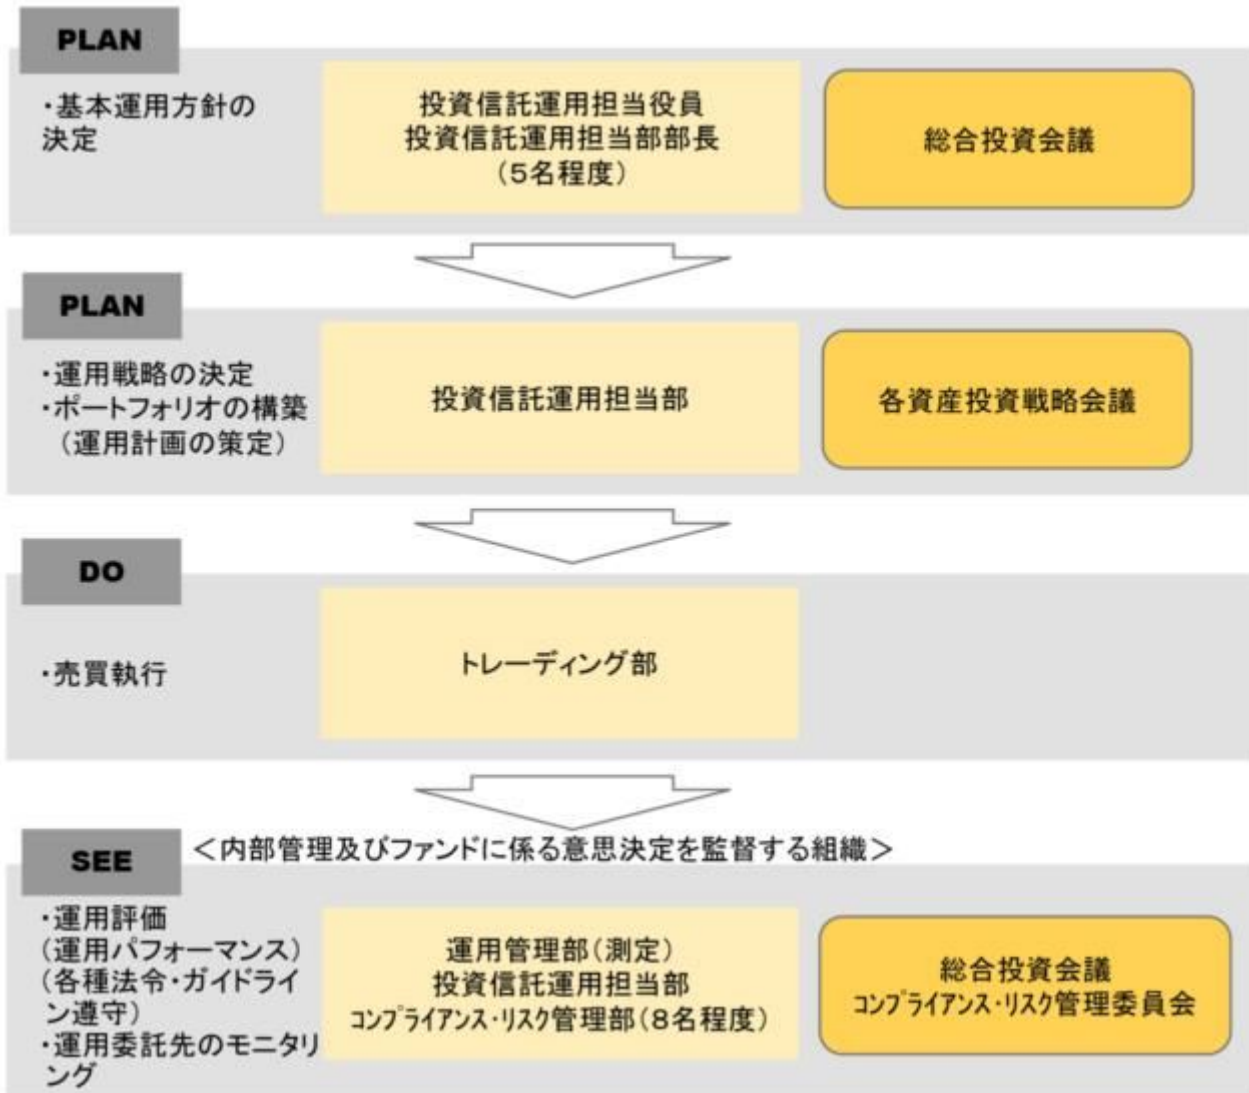 PLAN
・基本運用方針の
決定
投資信託運用担当役員
投資信託運用担当部部長
(5名程度)
総合投資会議
PLAN
・運用戦略の決定
・ポートフォリオの構築
(運用計画の策定)
投資信託運用担当部
各資産投資戦略会議
DO
・売買執行
トレーディング部
SEE
＜内部管理及びファンドに係る意思決定を監督する組織＞
・運用評価
(運用パフォーマンス)
(各種法令・ガイドライ
ン遵守)
・運用委託先のモニタリ
ング
運用管理部(測定)
投資信託運用担当部
ｺﾝﾌﾟﾗｲｱﾝｽ・ﾘｽｸ管理部(8名程度)
総合投資会議
ｺﾝﾌﾟﾗｲｱﾝｽ・ﾘｽｸ管理委員会